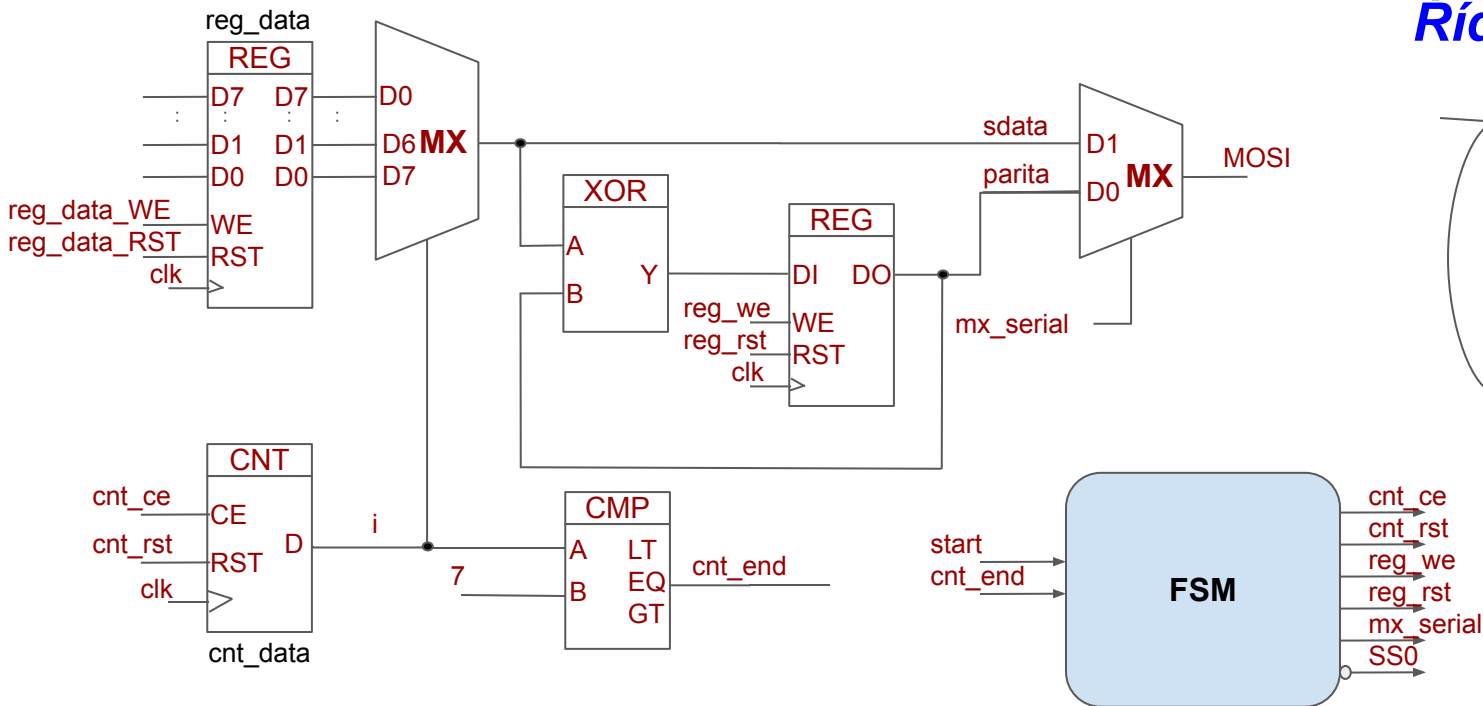 reg_data
REG
D7 D7
: : :
D1 D1
D0 D0
reg_data_WE
WE
reg_data_RST
RST
clk
D0
D6
D7
MX
sdata
parita
D1
D0
MX
MOSI
mx_serial
XOR
A
B
Y
REG
DI DO
reg_we
WE
reg_rst
RST
clk
CNT
cnt_ce
CE
D
cnt_rst
RST
clk
cnt_data
i
7
CMP
A LT
B EQ
GT
cnt_end
start
cnt_end
FSM
cnt_ce
cnt_rst
reg_we
reg_rst
mx_serial
SS0